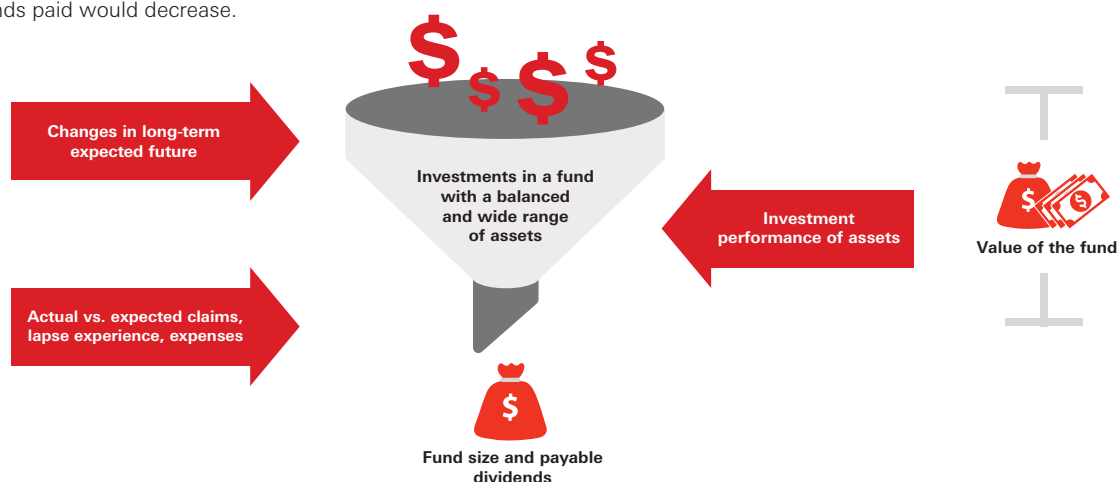 nds paid would decrease.
Changes in long-term
expected future
Investments in a fund
with a balanced
and wide range
of assets
Investment
performance of assets
Value of the fund
Actual vs. expected claims,
lapse experience, expenses
Fund size and payable
dividends